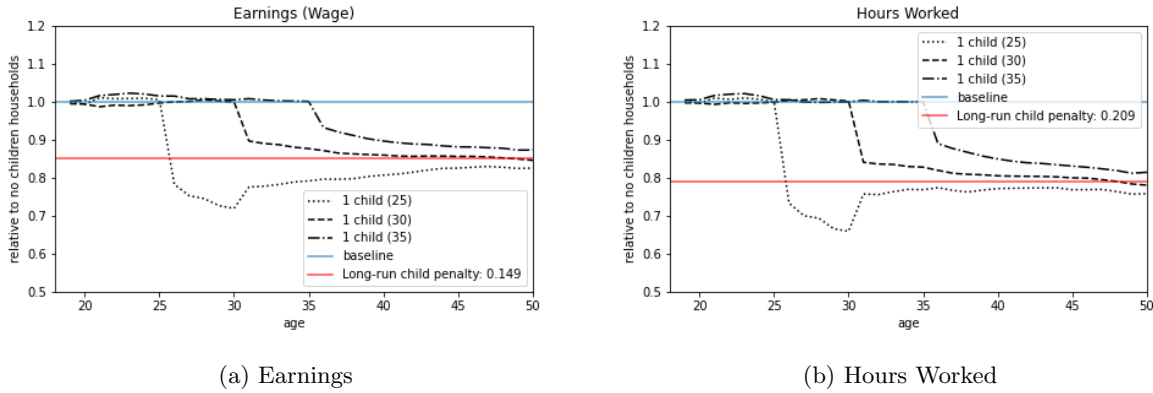 Earnings (Wage)
relative to no children households
1.2
1.1
1.0
0.9
0.8
0.7
0.6
0.5
1 child (25)
1 child (30)
1 child (35)
baseline
Long-run child penalty: 0.149
20 25 30 35 40 45 50
age
(a) Earnings
Hours Worked
relative to no children households
1.2
1.1
1.0
0.9
0.8
0.7
0.6
0.5
1 child (25)
1 child (30)
1 child (35)
baseline
Long-run child penalty: 0.209
20 25 30 35 40 45 50
age
(b) Hours Worked